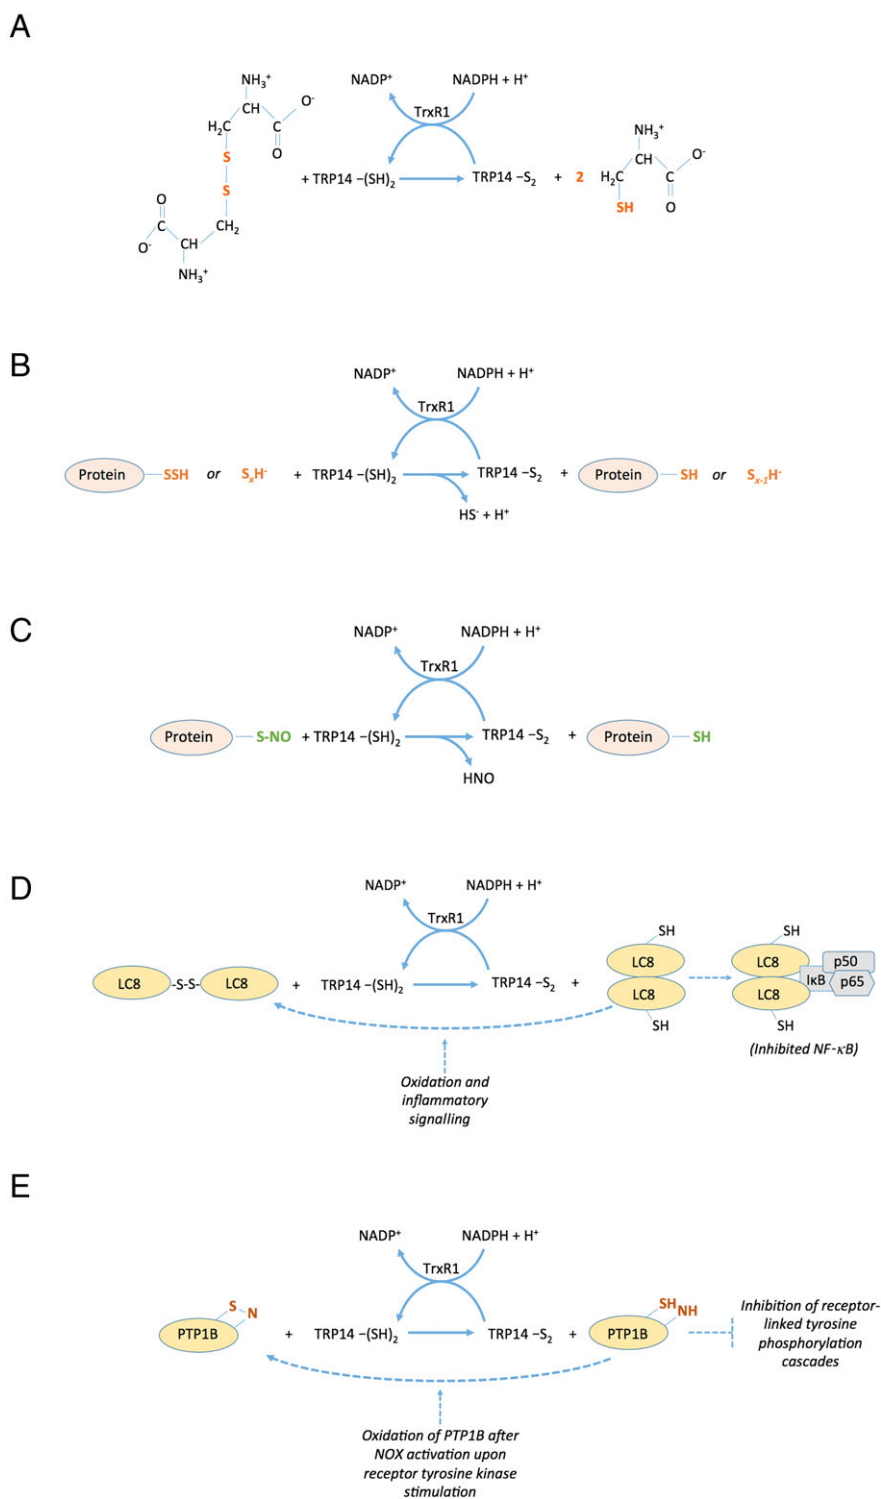 A
NH₃⁺
CH
O⁻
H₂C
C
O
S
S
O
C
CH₂
O⁻
CH
NH₃⁺
NADP⁺ NADPH + H⁺
TrxR1
+ TRP14 –(SH)₂ TRP14 –S₂ + 2
NH₃⁺
CH
O⁻
H₂C
C
SH
O
B
NADP⁺ NADPH + H⁺
TrxR1
Protein SSH or SₓH⁻ + TRP14 –(SH)₂ TRP14 –S₂ + Protein SH or Sₓ₋₁H⁻
HS⁻ + H⁺
C
NADP⁺ NADPH + H⁺
TrxR1
Protein S-NO + TRP14 –(SH)₂ TRP14 –S₂ + Protein SH
HNO
D
NADP⁺ NADPH + H⁺
TrxR1
LC8 -S-S- LC8 + TRP14 –(SH)₂ TRP14 –S₂ +
SH
LC8
LC8
SH
SH
LC8
LC8
SH
IκB
p50
p65
(Inhibited NF-κB)
Oxidation and
inflammatory
signalling
E
NADP⁺ NADPH + H⁺
TrxR1
S
N
PTP1B + TRP14 –(SH)₂ TRP14 –S₂ + PTP1B
SH
NH
Inhibition of receptor-
linked tyrosine
phosphorylation
cascades
Oxidation of PTP1B after
NOX activation upon
receptor tyrosine kinase
stimulation